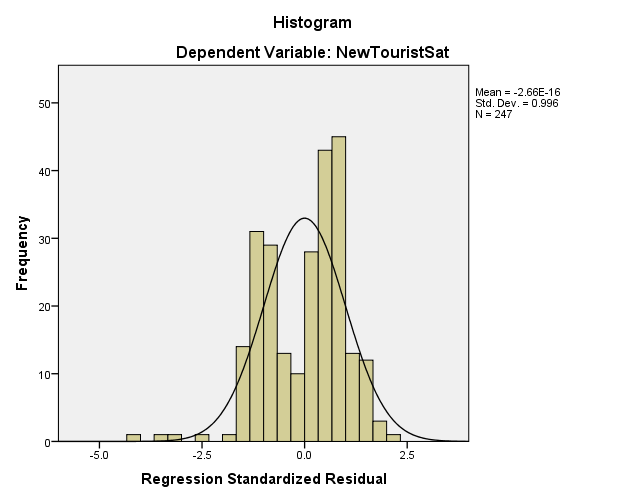 Histogram
Dependent Variable: NewTouristSat
Mean = -2.66E-16
Std. Dev. = 0.996
N = 247
Frequency
50
40
30
20
10
0
-5.0
-2.5
0.0
2.5
Regression Standardized Residual